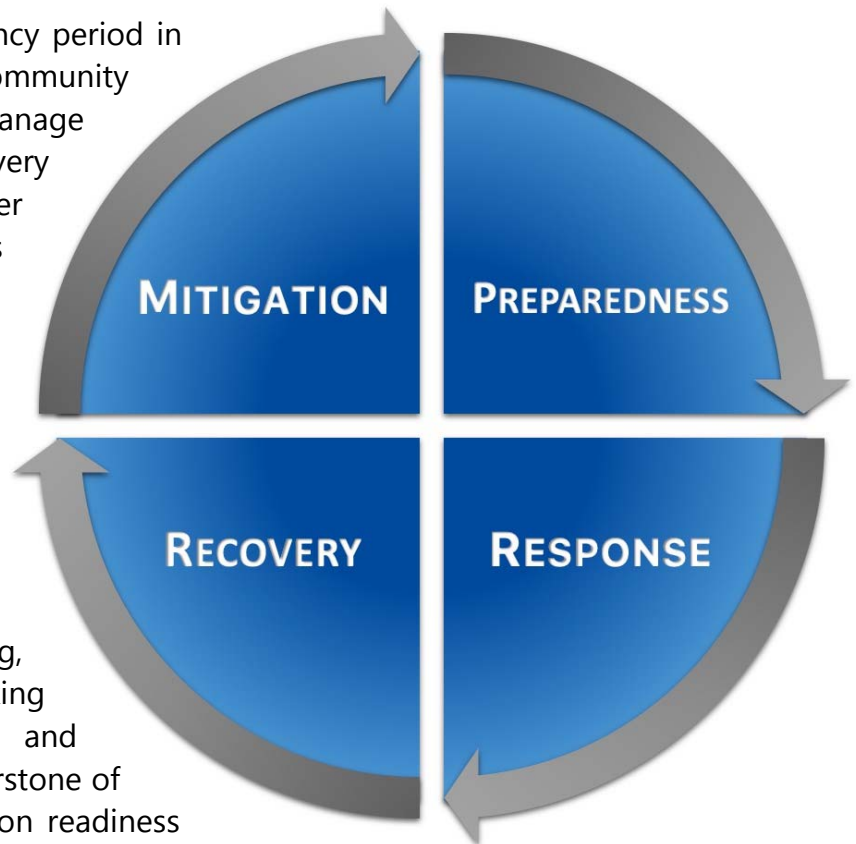 ncy period in
ommunity
anage
very
er
s
MITIGATION
PREPAREDNESS
RECOVERY
RESPONSE
g,
ing
and
rstone of
on readiness